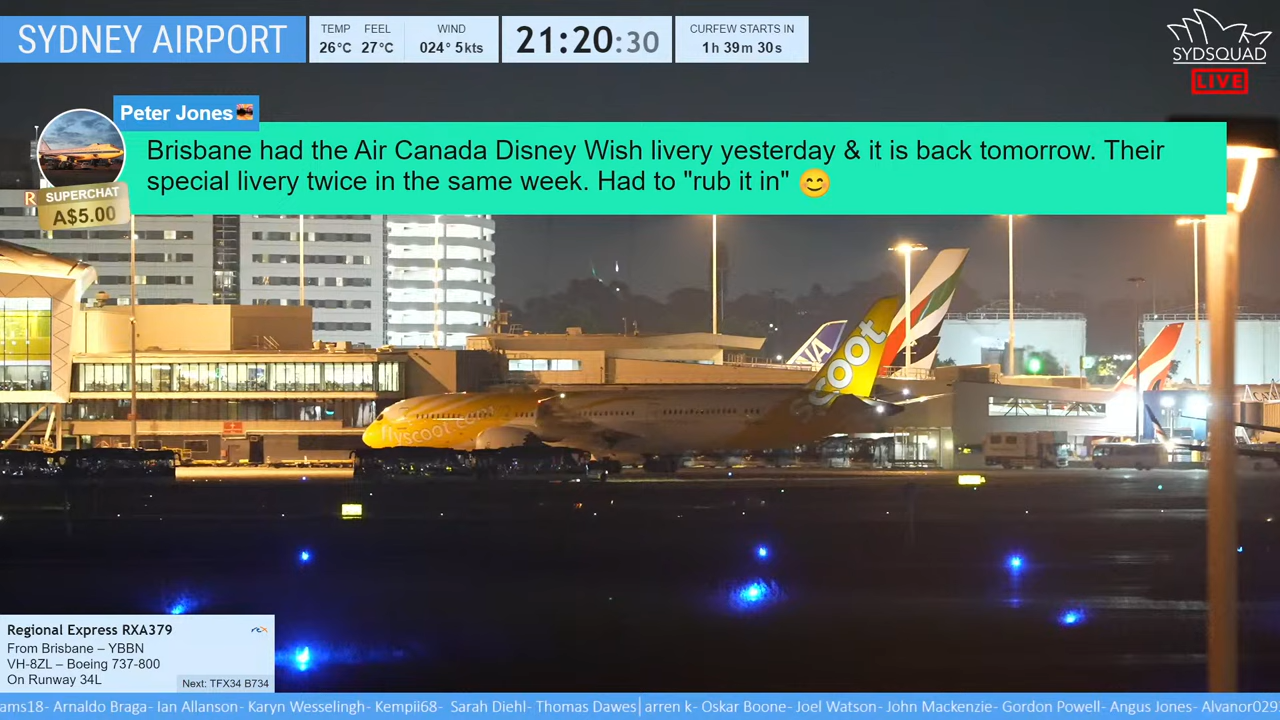 SYDNEY AIRPORT
TEMP FEEL WIND
26°C 27°C 024° 5kts
21:20:30
CURFEW STARTS IN
1h 39m 30s
SYDSQUAD
LIVE
Peter Jones
Brisbane had the Air Canada Disney Wish livery yesterday & it is back tomorrow. Their
special livery twice in the same week. Had to "rub it in" 😊
R
SUPERCHAT
A$5.00
scoot
flyscoot.co
Regional Express RXA379
rex
From Brisbane – YBBN
VH-8ZL – Boeing 737-800
On Runway 34L
Next: TFX34 B734
ams18- Arnaldo Braga- Ian Allanson- Karyn Wesselingh- Kempii68- Sarah Diehl- Thomas Dawes| arren k- Oskar Boone- Joel Watson- John Mackenzie- Gordon Powell- Angus Jones- Alvanor029